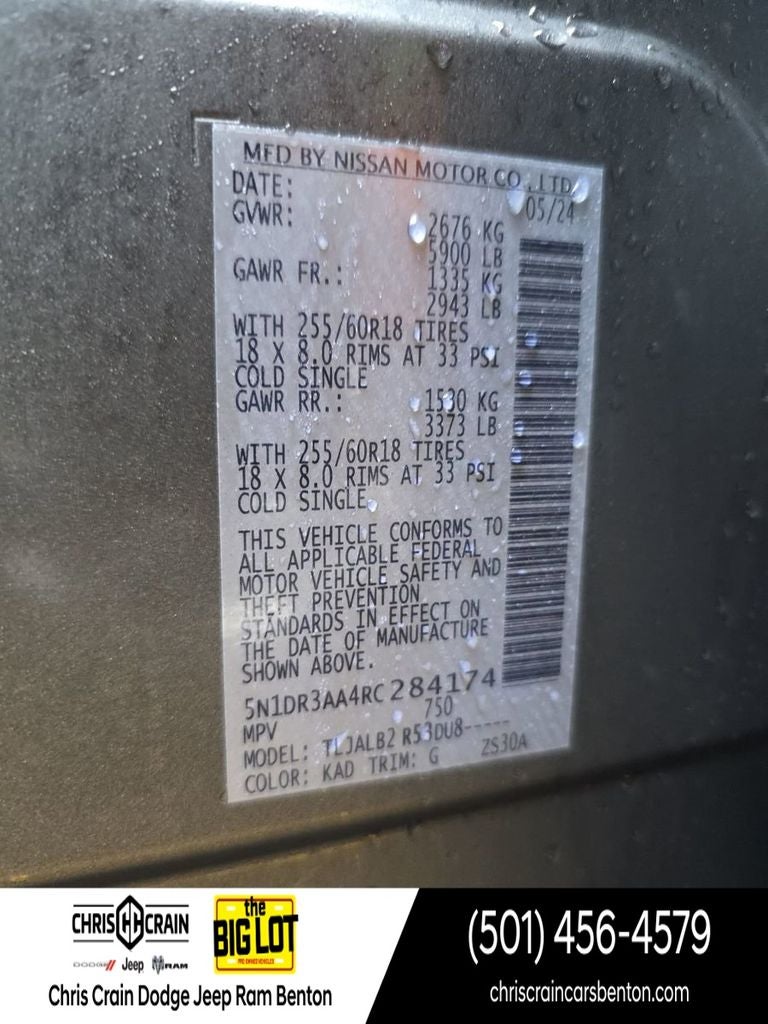 MFD BY NISSAN MOTOR CO., LTD.
DATE: 05/24
GVWR: 2676 KG
5900 LB
GAWR FR.: 1335 KG
2943 LB
WITH 255/60R18 TIRES
18 X 8.0 RIMS AT 33 PSI
COLD SINGLE
GAWR RR.: 1530 KG
3373 LB
WITH 255/60R18 TIRES
18 X 8.0 RIMS AT 33 PSI
COLD SINGLE
THIS VEHICLE CONFORMS TO
ALL APPLICABLE FEDERAL
MOTOR VEHICLE SAFETY AND
THEFT PREVENTION
STANDARDS IN EFFECT ON
THE DATE OF MANUFACTURE
SHOWN ABOVE.
5N1DR3AA4RC284174
MPV 750
MODEL: TLJALB2 R53DU8-----
COLOR: KAD TRIM: G ZS30A
CHRIS CRAIN
DODGE Jeep RAM
the
BIG LOT
PRE-OWNED VEHICLES
Chris Crain Dodge Jeep Ram Benton
(501) 456-4579
chriscraincarsbenton.com